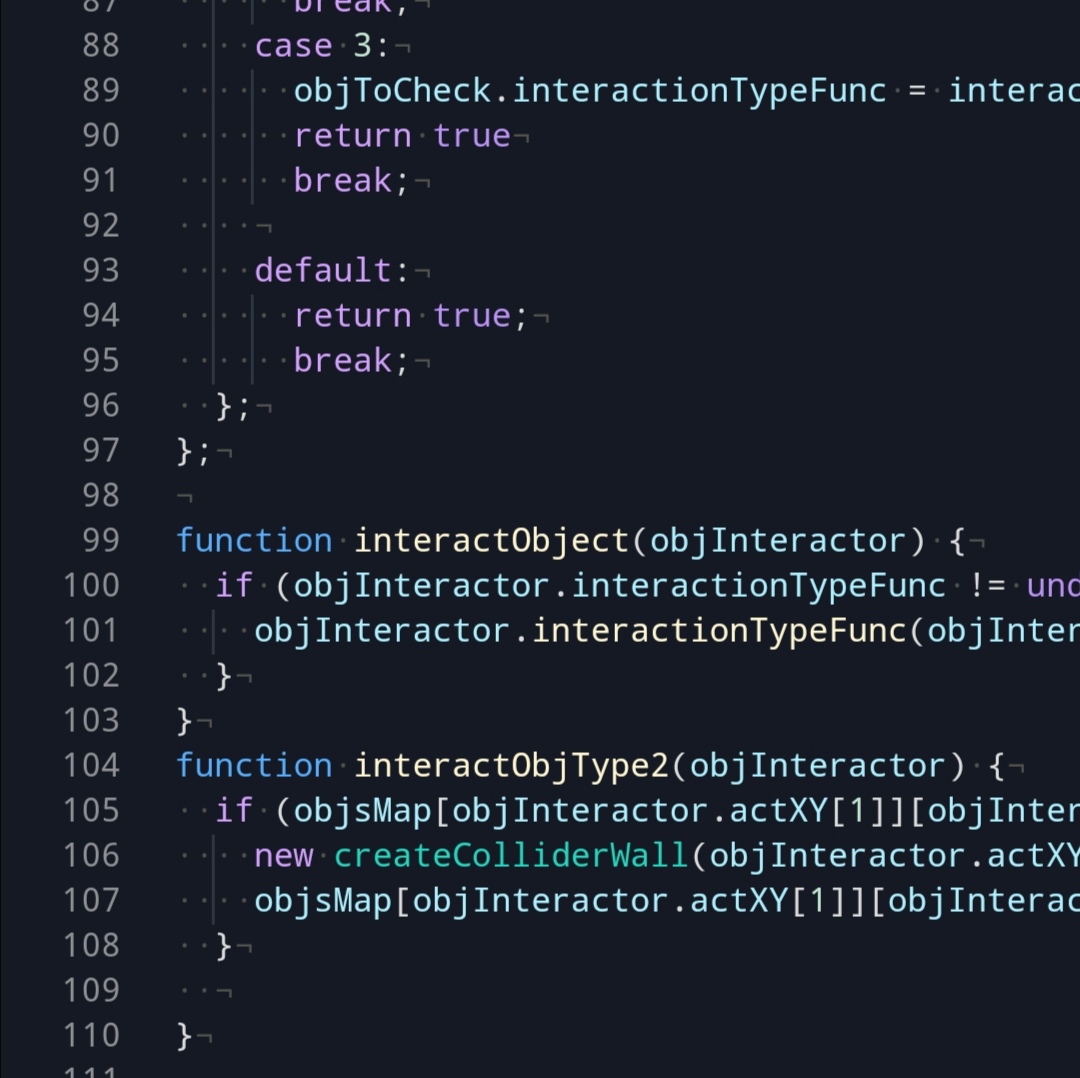 87 break;¬
88 ····case·3:¬
89 ······objToCheck.interactionTypeFunc·=·interac
90 ······return·true¬
91 ······break;¬
92 ····¬
93 ····default:¬
94 ······return·true;¬
95 ······break;¬
96 ··};¬
97 };¬
98 ¬
99 function·interactObject(objInteractor)·{¬
100 ··if·(objInteractor.interactionTypeFunc·!=·und
101 ····objInteractor.interactionTypeFunc(objInter
102 ··}¬
103 }¬
104 function·interactObjType2(objInteractor)·{¬
105 ··if·(objsMap[objInteractor.actXY[1]][objInter
106 ····new·createColliderWall(objInteractor.actXY
107 ····objsMap[objInteractor.actXY[1]][objInterac
108 ··}¬
109 ··¬
110 }¬
111